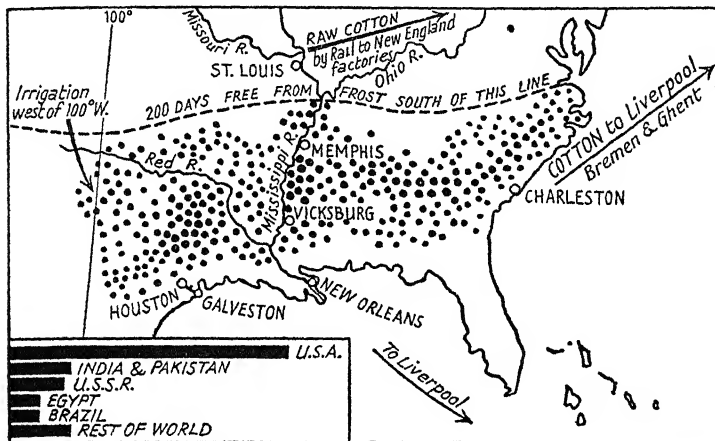 100°
Missouri R.
RAW COTTON
by Rail to New England
factories
ST. LOUIS
Ohio R.
Irrigation
west of 100°W.
200 DAYS FREE FROM FROST SOUTH OF THIS LINE
COTTON to Liverpool
Bremen & Ghent
Red R.
Mississippi R.
MEMPHIS
VICKSBURG
CHARLESTON
HOUSTON
GALVESTON
NEW ORLEANS
To Liverpool
U.S.A.
INDIA & PAKISTAN
U.S.S.R.
EGYPT
BRAZIL
REST OF WORLD